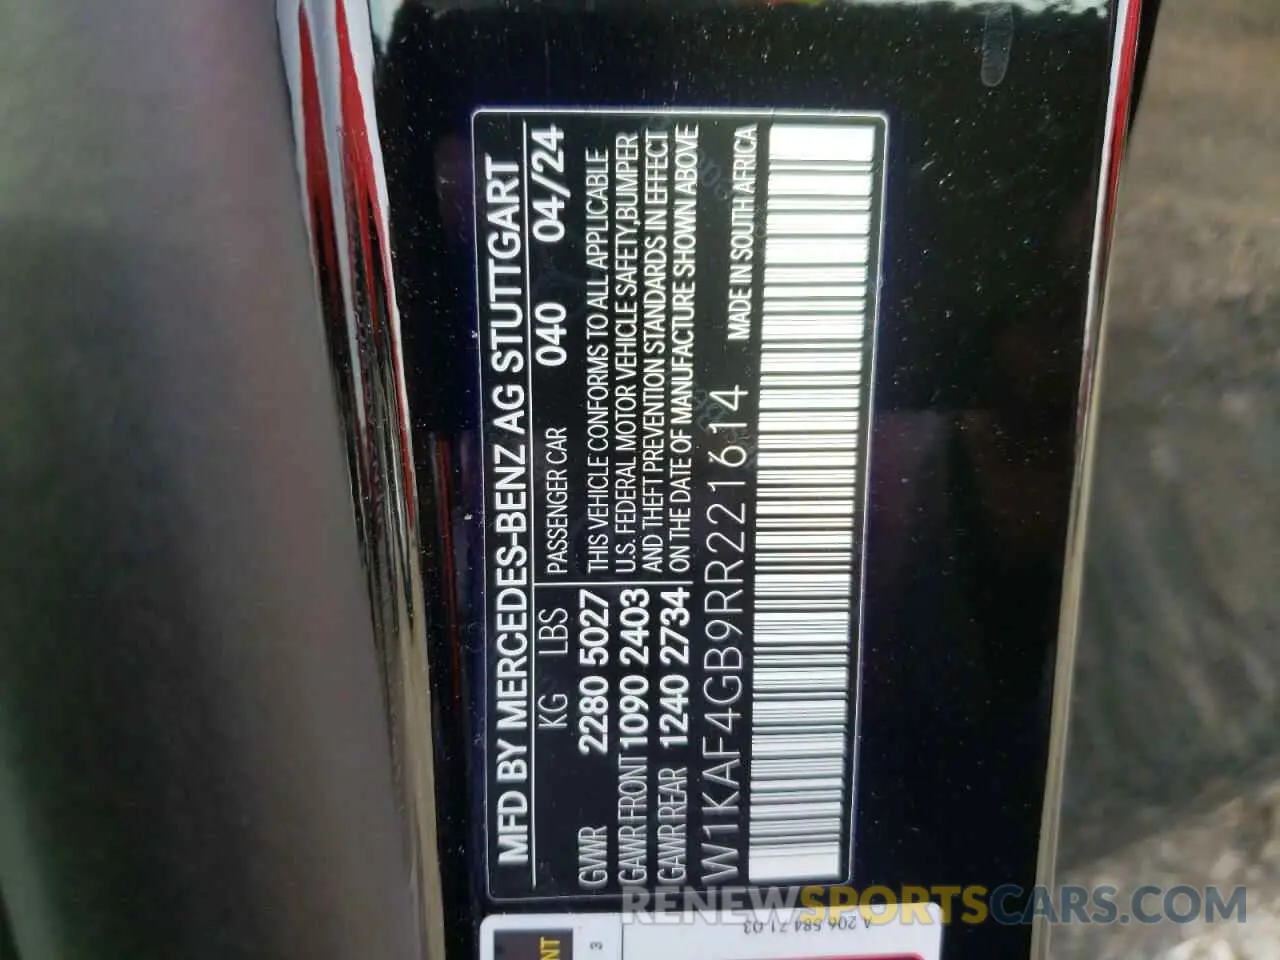 MFD BY MERCEDES-BENZ AG STUTTGART
KG LBS PASSENGER CAR 040 04/24
GVWR 2280 5027 THIS VEHICLE CONFORMS TO ALL APPLICABLE
GAWR FRONT 1090 2403 U.S. FEDERAL MOTOR VEHICLE SAFETY,BUMPER
AND THEFT PREVENTION STANDARDS IN EFFECT
GAWR REAR 1240 2734 ON THE DATE OF MANUFACTURE SHOWN ABOVE
W1KAF4GB9RR221614 MADE IN SOUTH AFRICA
A 206 584 71 03
3
RENEWSPORTSCARS.COM